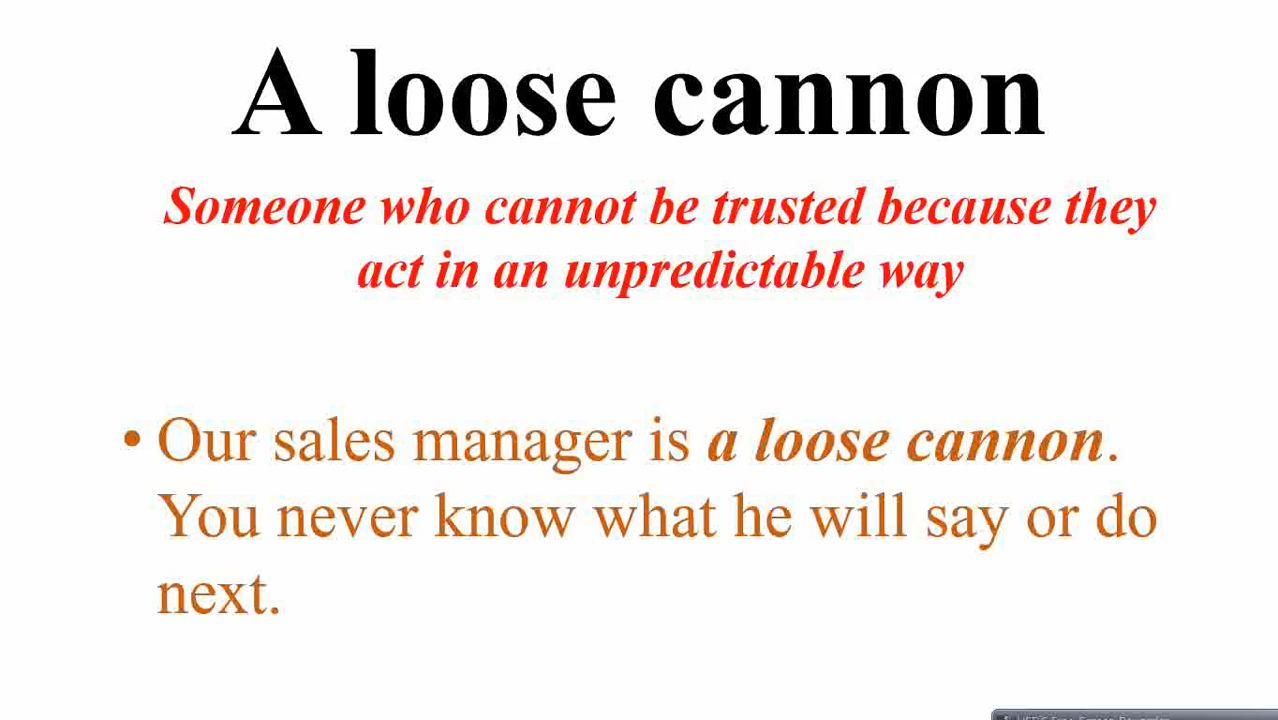 A loose cannon
Someone who cannot be trusted because they
act in an unpredictable way
• Our sales manager is a loose cannon.
You never know what he will say or do
next.